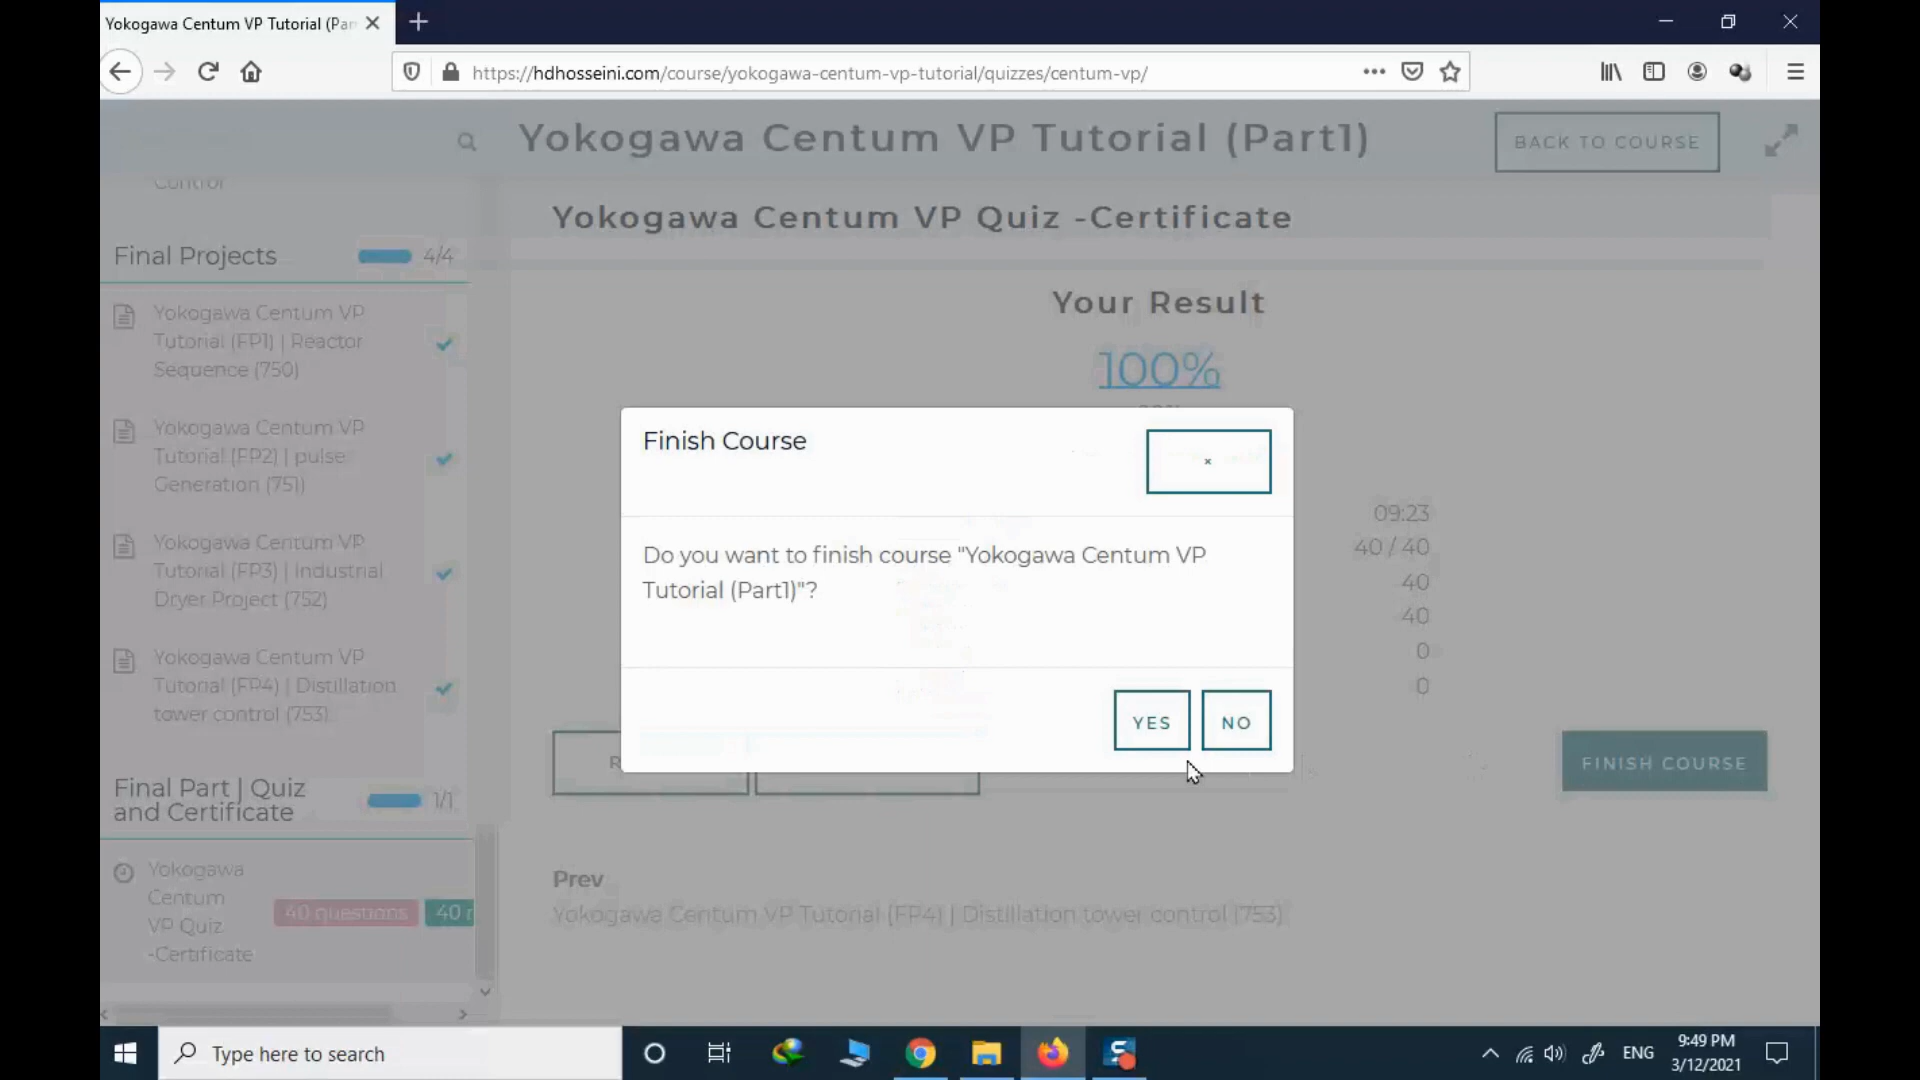 Yokogawa Centum VP Tutorial (Par
https://hdhosseini.com/course/yokogawa-centum-vp-tutorial/quizzes/centum-vp/
Yokogawa Centum VP Tutorial (Part1)
BACK TO COURSE
Control
Final Projects 4/4
Yokogawa Centum VP
Tutorial (FP1) | Reactor
Sequence (750)
Yokogawa Centum VP
Tutorial (FP2) | pulse
Generation (751)
Yokogawa Centum VP
Tutorial (FP3) | Industrial
Dryer Project (752)
Yokogawa Centum VP
Tutorial (FP4) | Distillation
tower control (753)
Final Part | Quiz
and Certificate 1/1
Yokogawa
Centum
VP Quiz
-Certificate
40 questions
40
Yokogawa Centum VP Quiz -Certificate
Your Result
100%
Finish Course
×
Do you want to finish course "Yokogawa Centum VP
Tutorial (Part1)"?
YES NO
09:23
40 / 40
40
40
0
0
R
FINISH COURSE
Prev
Yokogawa Centum VP Tutorial (FP4) | Distillation tower control (753)
Type here to search
ENG
9:49 PM
3/12/2021